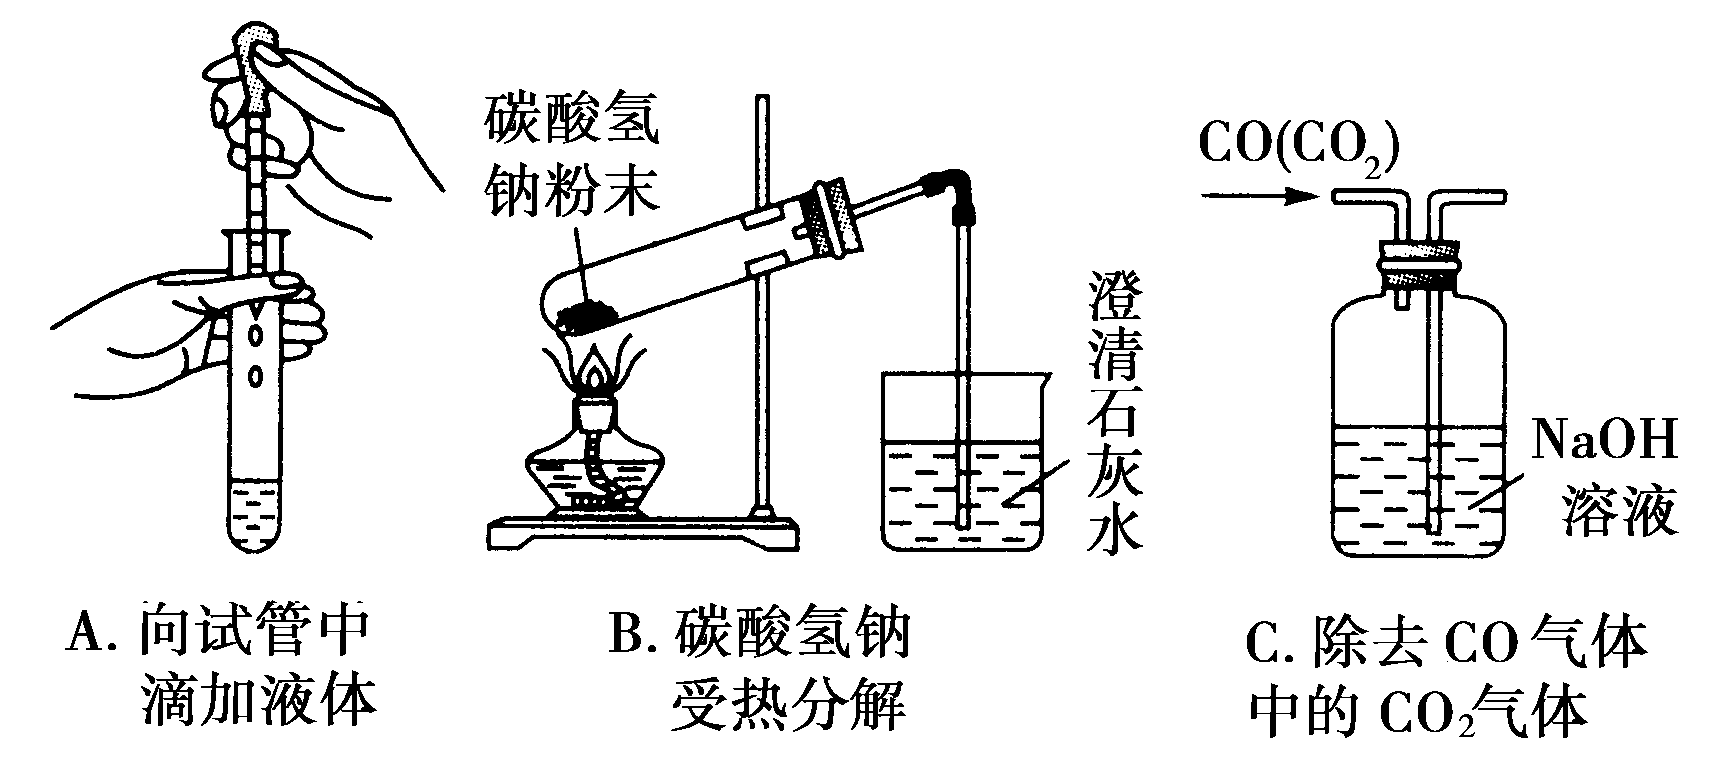 碳酸氢
钠粉末
澄清石灰水
CO(CO₂)
NaOH
溶液
A. 向试管中
滴加液体
B. 碳酸氢钠
受热分解
C. 除去 CO 气体
中的 CO₂气体